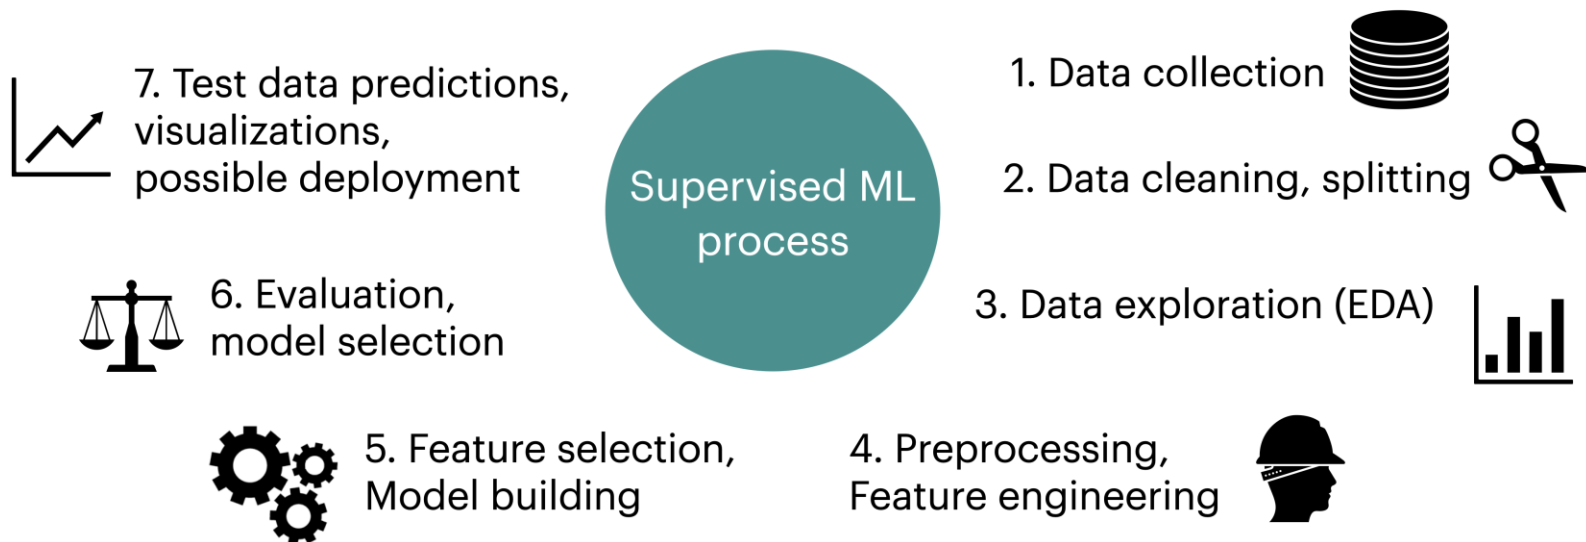 Supervised ML
process
1. Data collection
2. Data cleaning, splitting
3. Data exploration (EDA)
4. Preprocessing,
Feature engineering
5. Feature selection,
Model building
6. Evaluation,
model selection
7. Test data predictions,
visualizations,
possible deployment